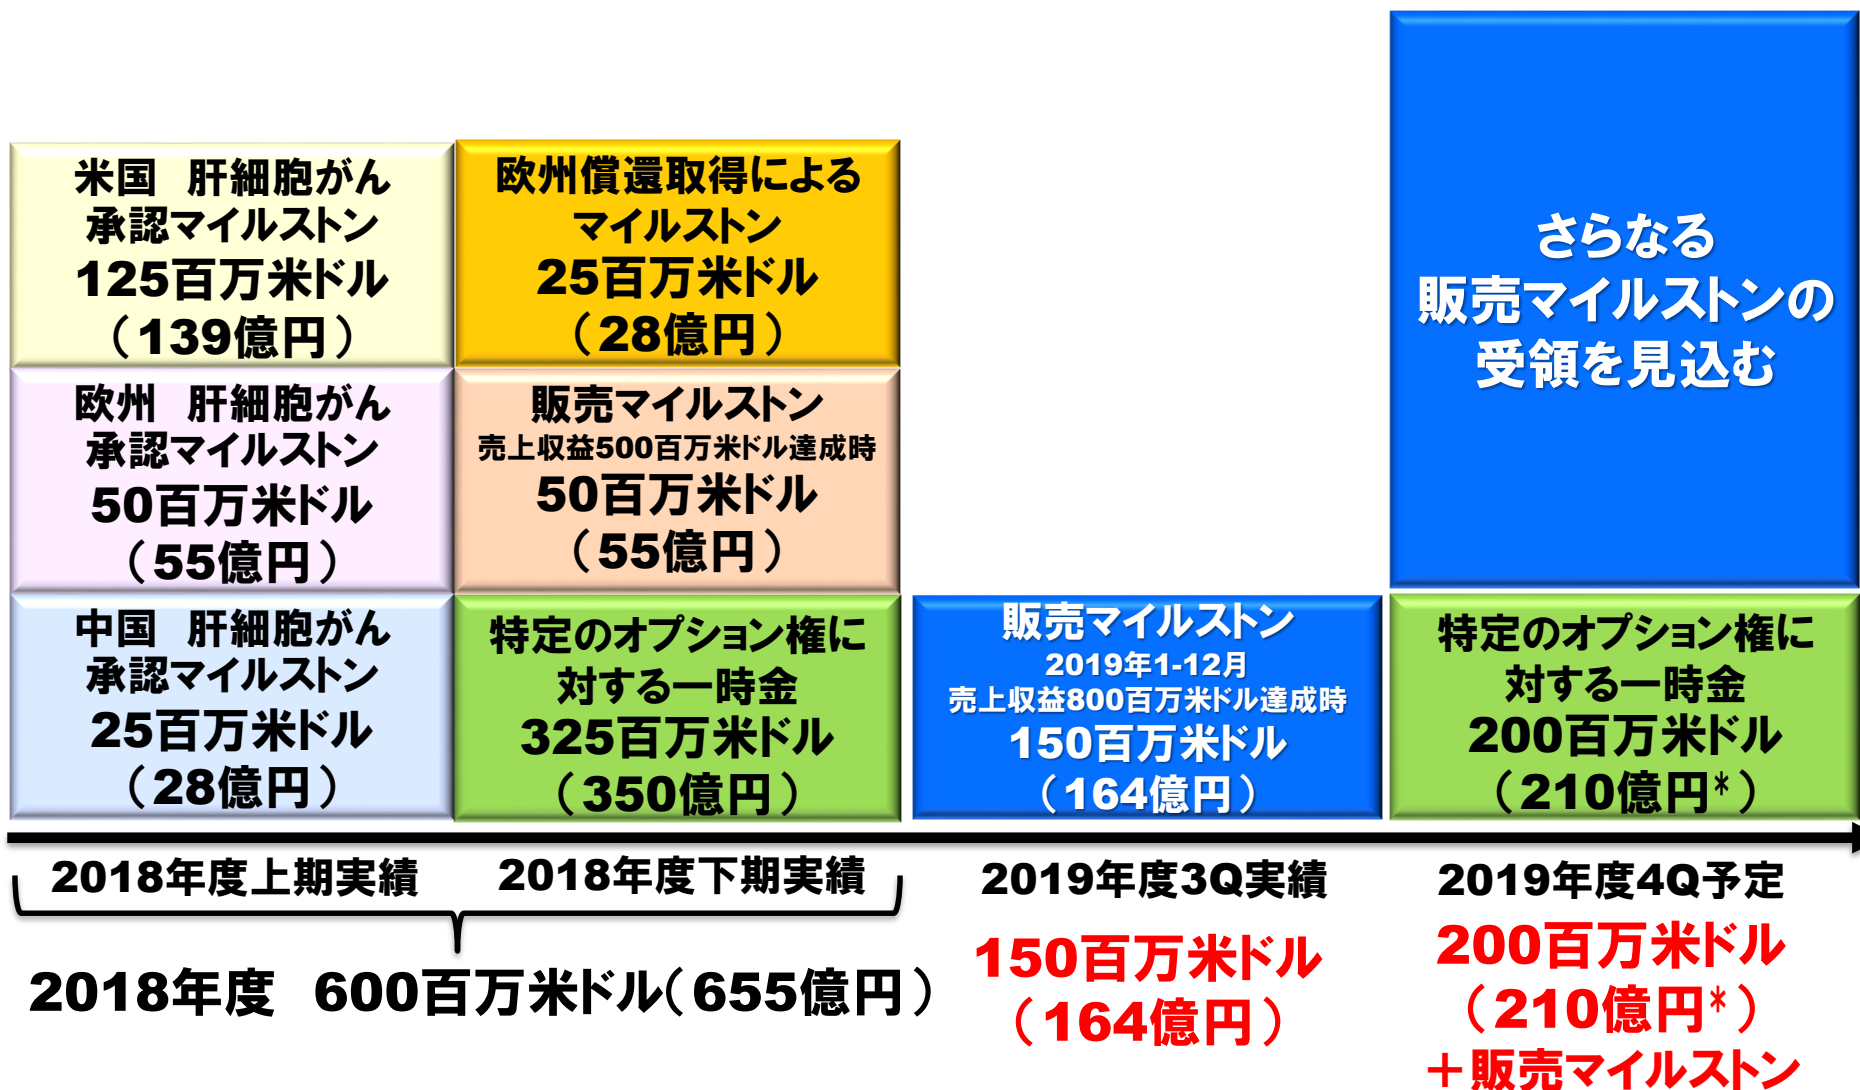 米国　肝細胞がん
承認マイルストン
125百万米ドル
（139億円）
欧州　肝細胞がん
承認マイルストン
50百万米ドル
（55億円）
中国　肝細胞がん
承認マイルストン
25百万米ドル
（28億円）
欧州償還取得による
マイルストン
25百万米ドル
（28億円）
販売マイルストン
売上収益500百万米ドル達成時
50百万米ドル
（55億円）
特定のオプション権に
対する一時金
325百万米ドル
（350億円）
販売マイルストン
2019年1-12月
売上収益800百万米ドル達成時
150百万米ドル
（164億円）
さらなる
販売マイルストンの
受領を見込む
特定のオプション権に
対する一時金
200百万米ドル
（210億円*）
2018年度上期実績
2018年度下期実績
2019年度3Q実績
2019年度4Q予定
2018年度　600百万米ドル（655億円）
150百万米ドル
（164億円）
200百万米ドル
（210億円*）
＋販売マイルストン